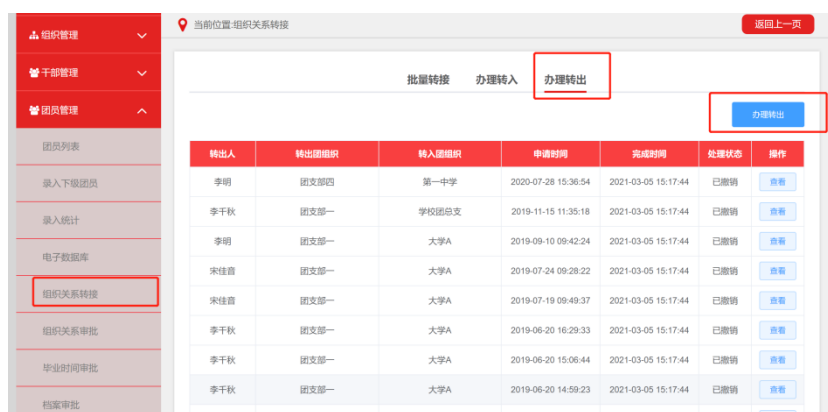 组织管理
当前位置:组织关系转接
返回上一页
干部管理
批量转接 办理转入 办理转出
团员管理
办理转出
团员列表
录入下级团员
录入统计
电子数据库
组织关系转接
组织关系审批
毕业时间审批
档案审批
转出人 转出团组织 转入团组织 申请时间 完成时间 处理状态 操作
李明 团支部四 第一中学 2020-07-28 15:36:54 2021-03-05 15:17:44 已撤销 查看
李千秋 团支部一 学校团总支 2019-11-15 11:35:18 2021-03-05 15:17:44 已撤销 查看
李明 团支部一 大学A 2019-09-10 09:42:24 2021-03-05 15:17:44 已撤销 查看
宋佳音 团支部一 大学A 2019-07-24 09:28:22 2021-03-05 15:17:44 已撤销 查看
宋佳音 团支部一 大学A 2019-07-19 09:49:37 2021-03-05 15:17:44 已撤销 查看
李千秋 团支部一 大学A 2019-06-20 16:29:33 2021-03-05 15:17:44 已撤销 查看
李千秋 团支部一 大学A 2019-06-20 15:06:44 2021-03-05 15:17:44 已撤销 查看
李千秋 团支部一 大学A 2019-06-20 14:59:23 2021-03-05 15:17:44 已撤销 查看